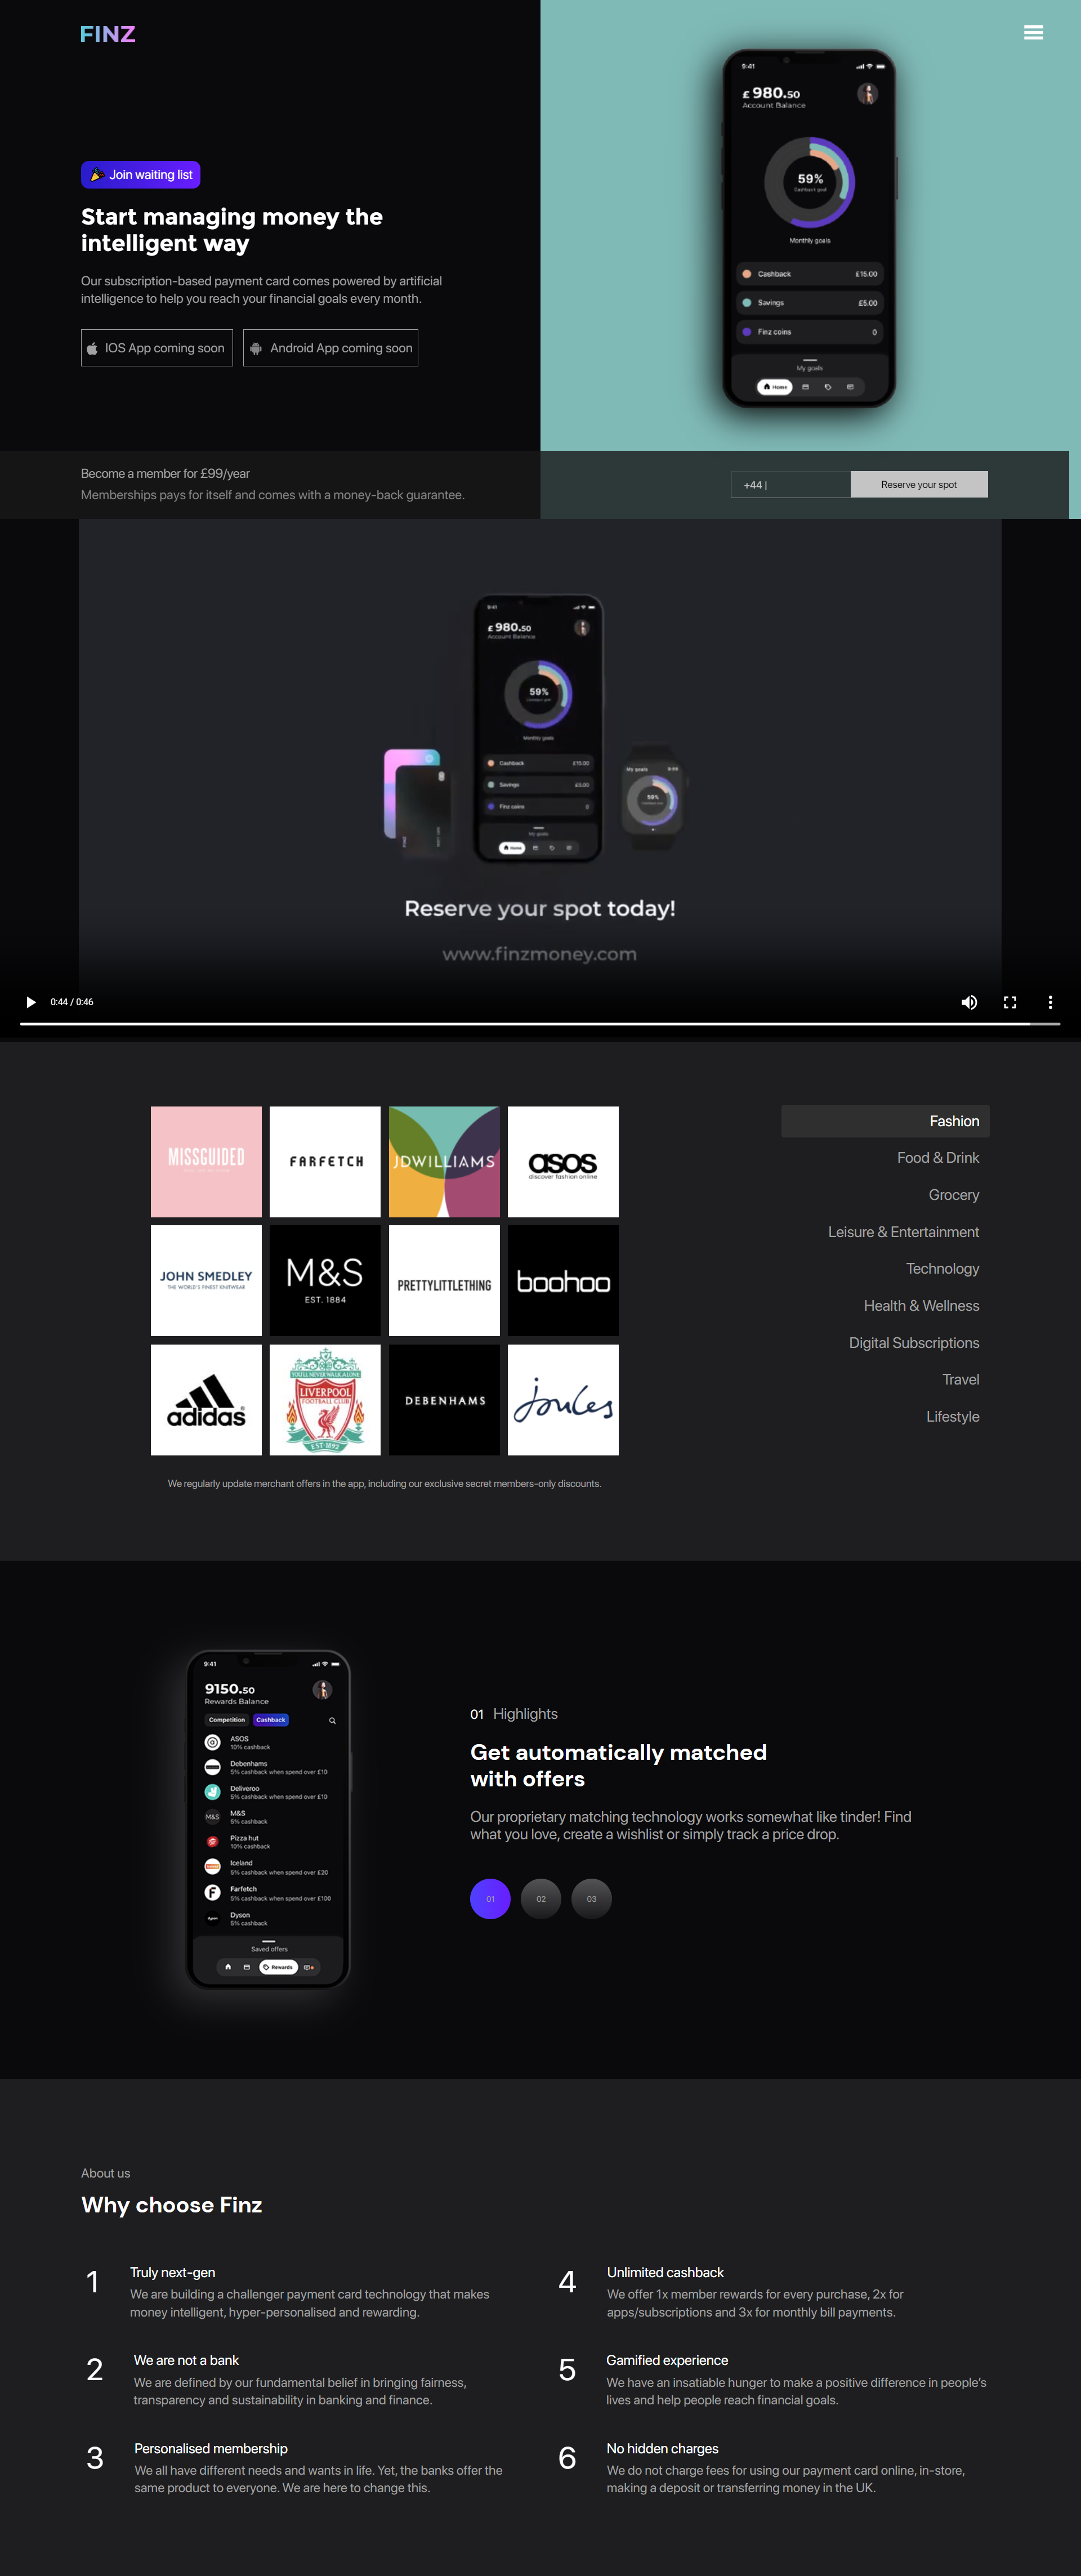 FINZ
Join waiting list
Start managing money the
intelligent way
Our subscription-based payment card comes powered by artificial
intelligence to help you reach your financial goals every month.
IOS App coming soon
Android App coming soon
9:41
£ 980.50
Account Balance
59%
Cashback goal
Monthly goals
Cashback £15.00
Savings £5.00
Finz coins 0
My goals
Home
Become a member for £99/year
Memberships pays for itself and comes with a money-back guarantee.
+44 |
Reserve your spot
9:41
£ 980.50
Account Balance
59%
Monthly goals
Cashback £15.00
Savings £5.00
Finz coins 0
My goals
Home
FINZ
My goals
59%
Reserve your spot today!
www.finzmoney.com
0:44 / 0:46
MISSGUIDED
FARFETCH
JDWILLIAMS
asos
discover fashion online
JOHN SMEDLEY
THE WORLD'S FINEST KNITWEAR
M&S
EST. 1884
PRETTYLITTLETHING
boohoo
adidas
YOU'LL NEVER WALK ALONE
LIVERPOOL
FOOTBALL CLUB
EST·1892
DEBENHAMS
Joules
We regularly update merchant offers in the app, including our exclusive secret members-only discounts.
Fashion
Food & Drink
Grocery
Leisure & Entertainment
Technology
Health & Wellness
Digital Subscriptions
Travel
Lifestyle
9:41
9150.50
Rewards Balance
Competition
Cashback
ASOS
10% cashback
Debenhams
5% cashback when spend over £10
Deliveroo
5% cashback when spend over £10
M&S
M&S
5% cashback
Pizza hut
10% cashback
Iceland
5% cashback when spend over £20
F
Farfetch
5% cashback when spend over £100
dyson
Dyson
5% cashback
Saved offers
Rewards
01 Highlights
Get automatically matched
with offers
Our proprietary matching technology works somewhat like tinder! Find
what you love, create a wishlist or simply track a price drop.
01
02
03
About us
Why choose Finz
1
Truly next-gen
We are building a challenger payment card technology that makes
money intelligent, hyper-personalised and rewarding.
2
We are not a bank
We are defined by our fundamental belief in bringing fairness,
transparency and sustainability in banking and finance.
3
Personalised membership
We all have different needs and wants in life. Yet, the banks offer the
same product to everyone. We are here to change this.
4
Unlimited cashback
We offer 1x member rewards for every purchase, 2x for
apps/subscriptions and 3x for monthly bill payments.
5
Gamified experience
We have an insatiable hunger to make a positive difference in people's
lives and help people reach financial goals.
6
No hidden charges
We do not charge fees for using our payment card online, in-store,
making a deposit or transferring money in the UK.